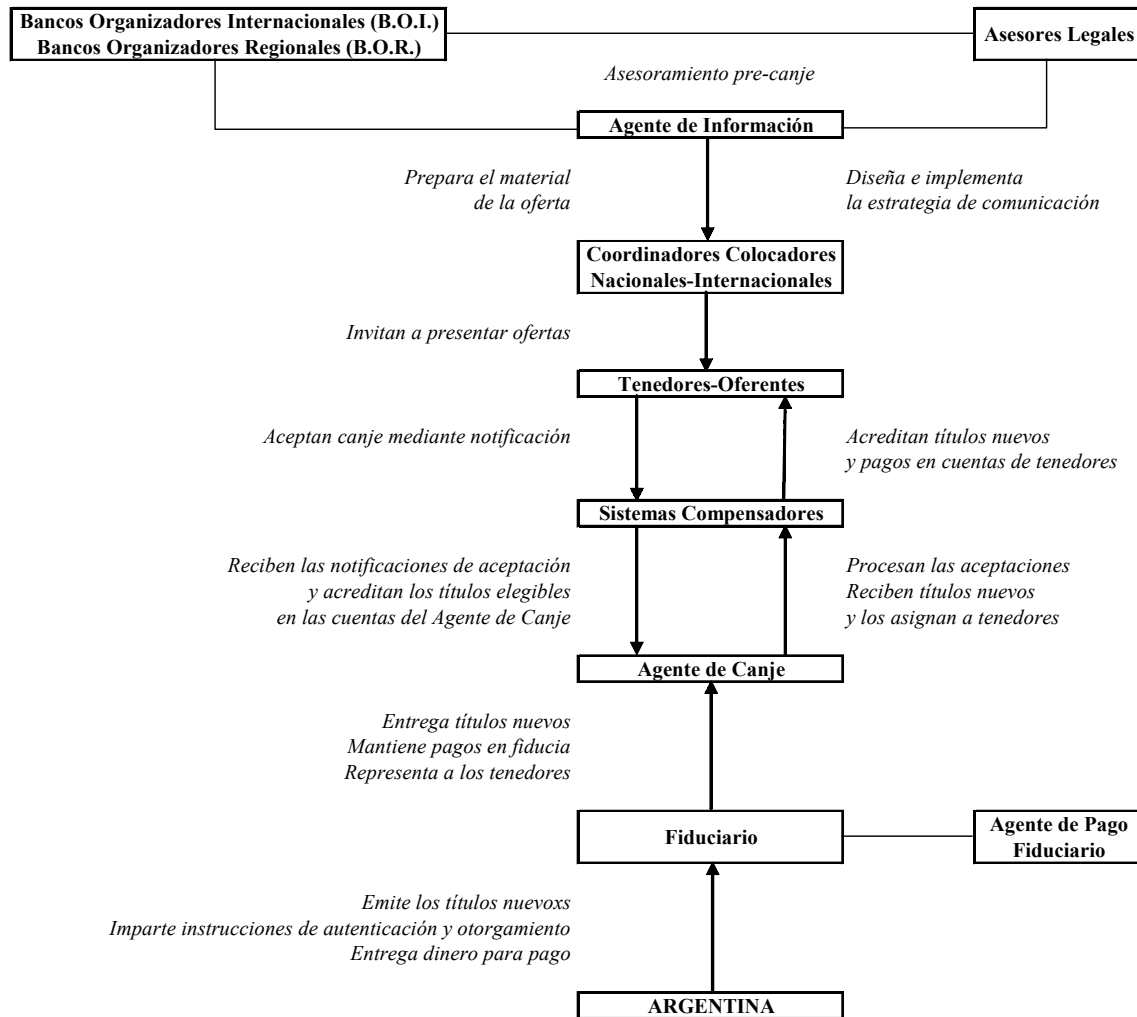 Bancos Organizadores Internacionales (B.O.I.)
Bancos Organizadores Regionales (B.O.R.)
Asesores Legales
Asesoramiento pre-canje
Agente de Información
Prepara el material
de la oferta
Diseña e implementa
la estrategia de comunicación
Coordinadores Colocadores
Nacionales-Internacionales
Invitan a presentar ofertas
Tenedores-Oferentes
Aceptan canje mediante notificación
Acreditan títulos nuevos
y pagos en cuentas de tenedores
Sistemas Compensadores
Reciben las notificaciones de aceptación
y acreditan los títulos elegibles
en las cuentas del Agente de Canje
Procesan las aceptaciones
Reciben títulos nuevos
y los asignan a tenedores
Agente de Canje
Entrega títulos nuevos
Mantiene pagos en fiducia
Representa a los tenedores
Fiduciario
Agente de Pago
Fiduciario
Emite los títulos nuevoxs
Imparte instrucciones de autenticación y otorgamiento
Entrega dinero para pago
ARGENTINA